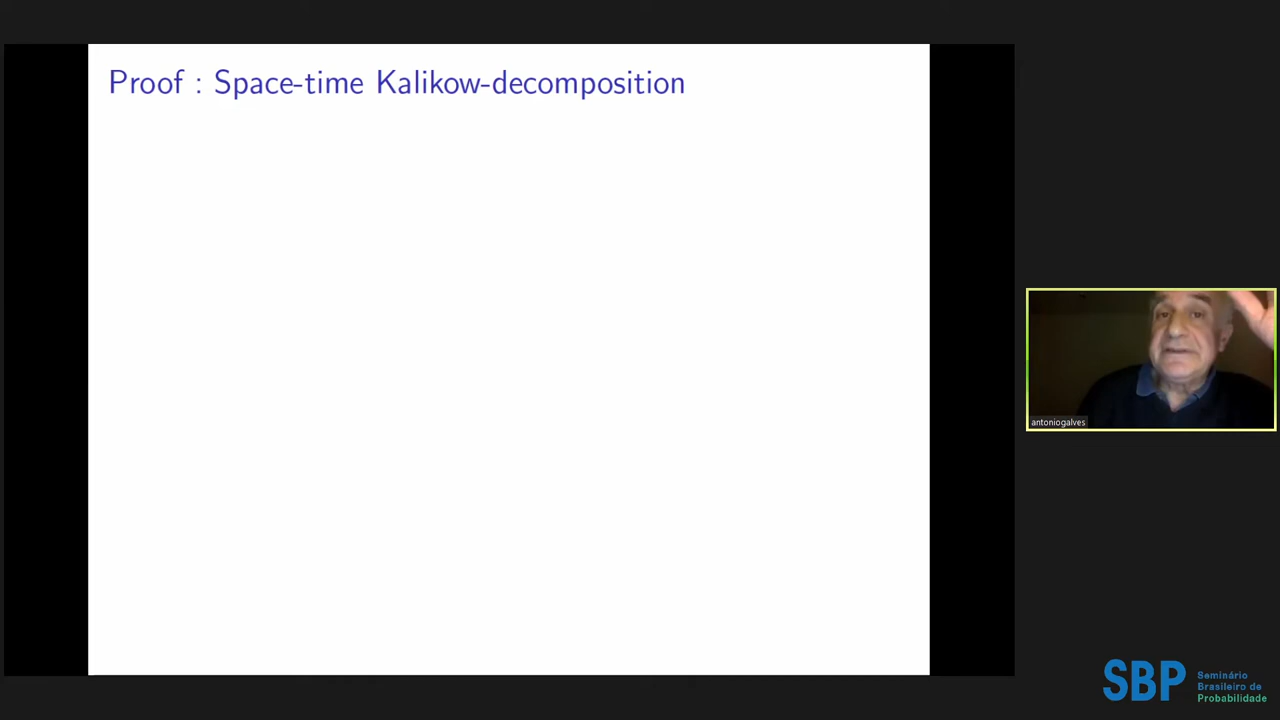 Proof : Space-time Kalikow-decomposition
antoniogalves
SBP
Seminário
Brasileiro de
Probabilidade